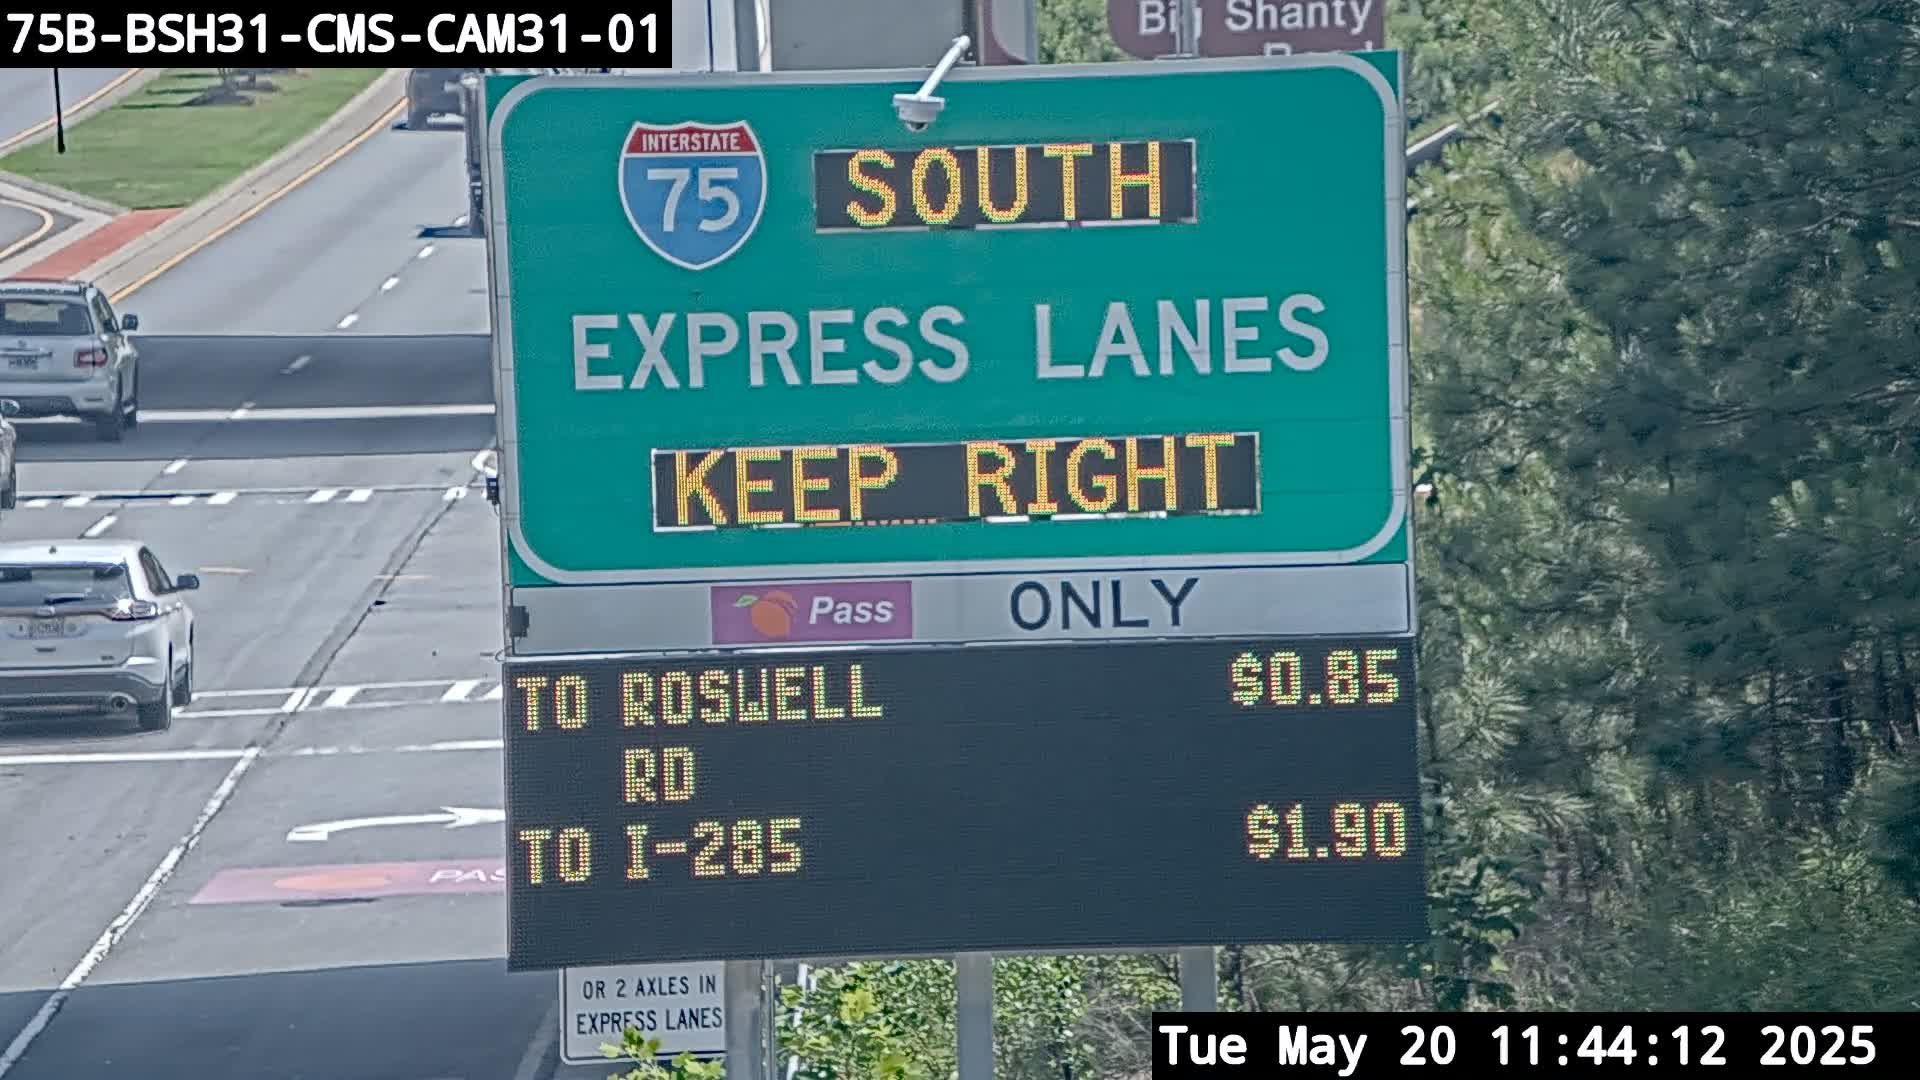 75B-BSH31-CMS-CAM31-01
Big Shanty
Road
INTERSTATE
75
SOUTH
EXPRESS LANES
KEEP RIGHT
Pass ONLY
TO ROSWELL $0.85
RD
TO I-285 $1.90
OR 2 AXLES IN
EXPRESS LANES
Tue May 20 11:44:12 2025